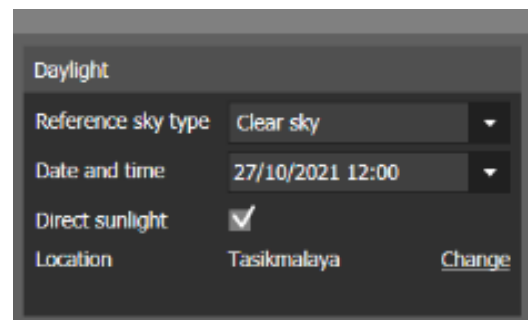 Daylight
Reference sky type Clear sky
Date and time 27/10/2021 12:00
Direct sunlight
Location Tasikmalaya Change